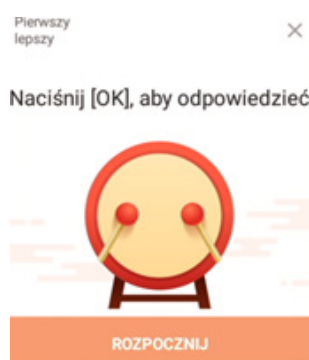 Pierwszy
lepszy
Naciśnij [OK], aby odpowiedzieć
ROZPOCZNIJ